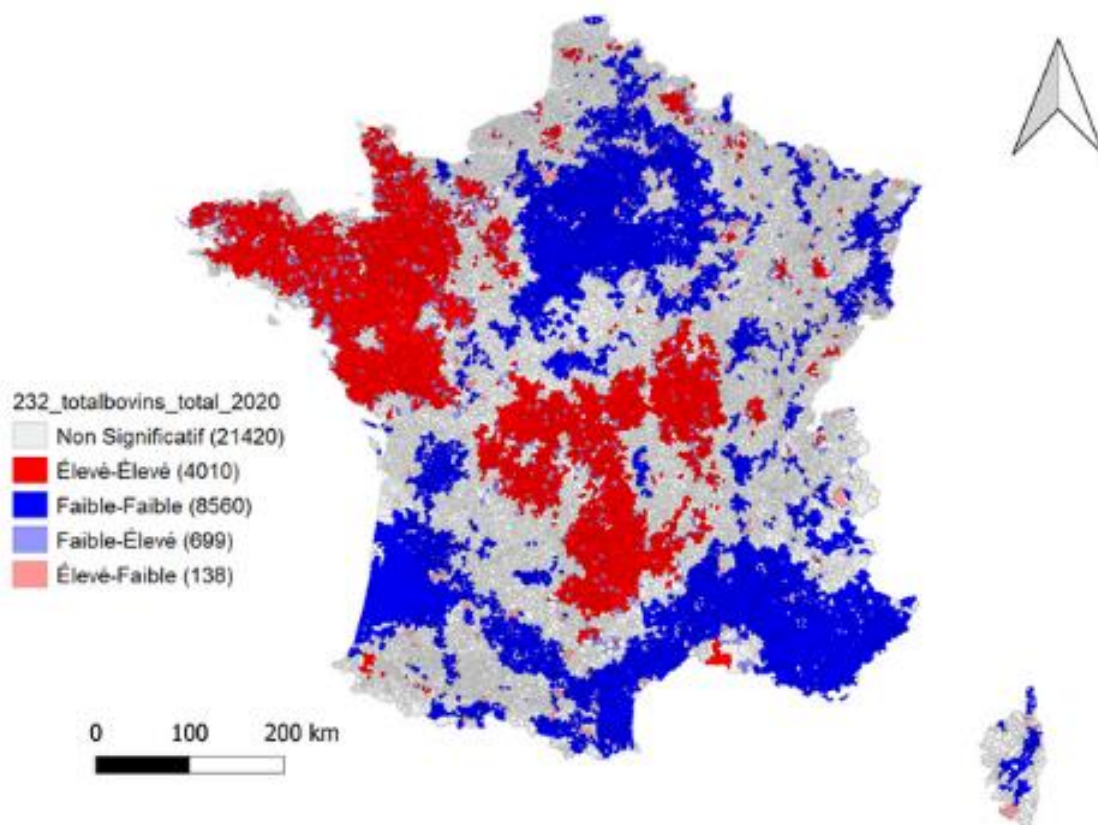 232_totalbovins_total_2020
Non Significatif (21420)
Élevé-Élevé (4010)
Faible-Faible (8560)
Faible-Élevé (699)
Élevé-Faible (138)
0 100 200 km